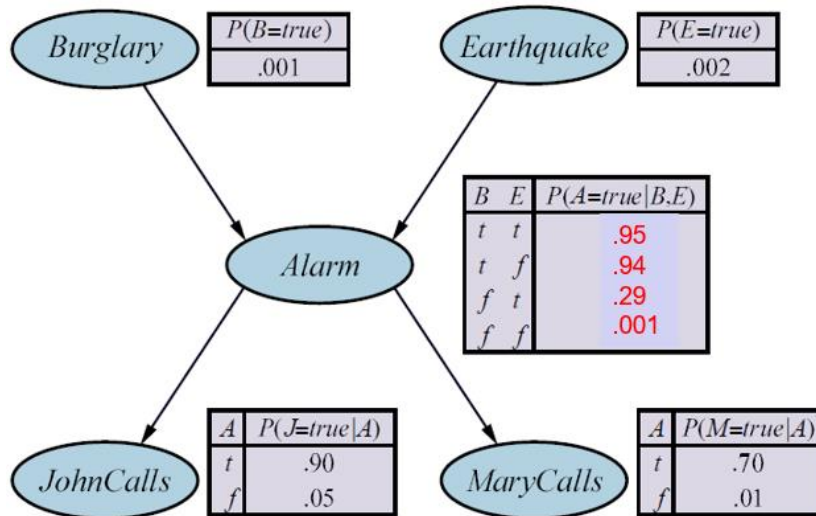 Burglary
P(B=true)
.001
Earthquake
P(E=true)
.002
B E P(A=true|B,E)
t t .95
t f .94
f t .29
f f .001
Alarm
A P(J=true|A)
t .90
f .05
JohnCalls
A P(M=true|A)
t .70
f .01
MaryCalls